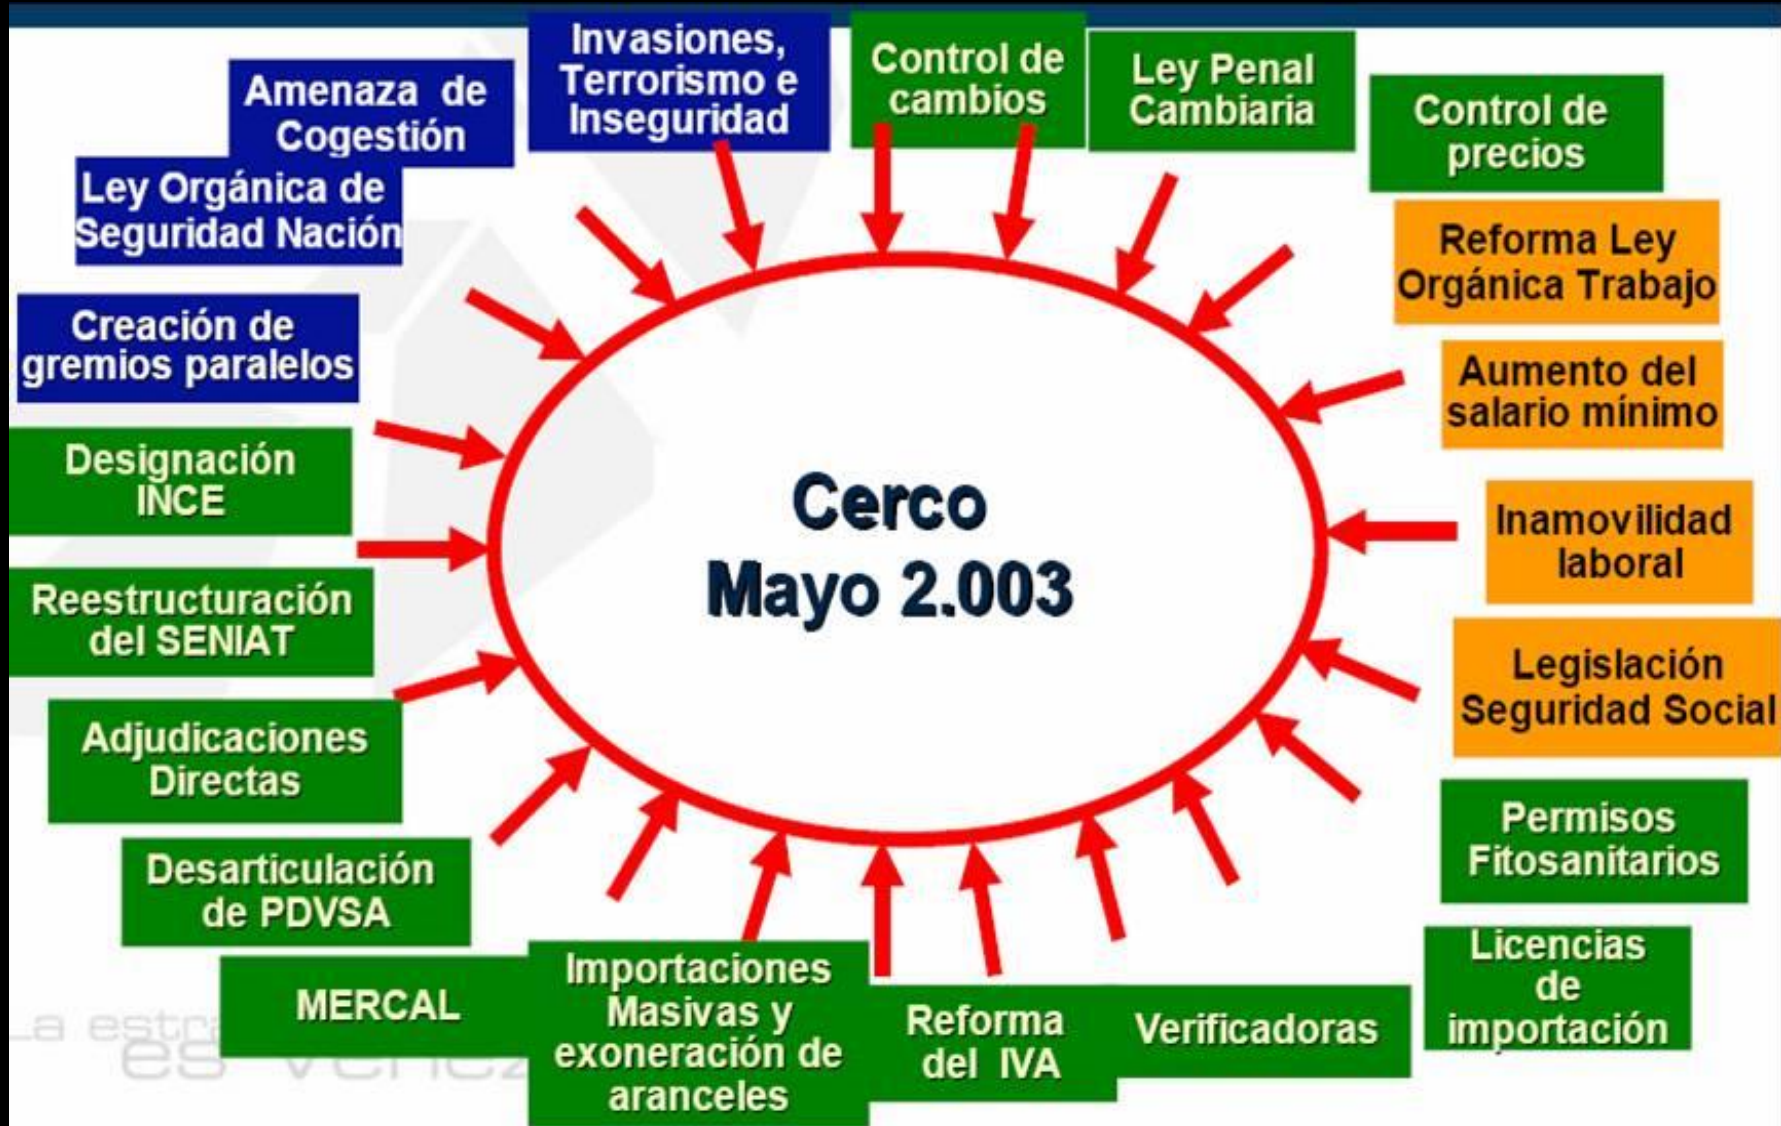 Invasiones,
Terrorismo e
Inseguridad
Control de
cambios
Ley Penal
Cambiaria
Control de
precios
Reforma Ley
Orgánica Trabajo
Aumento del
salario mínimo
Inamovilidad
laboral
Legislación
Seguridad Social
Permisos
Fitosanitarios
Licencias
de
importación
Verificadoras
Reforma
del IVA
Importaciones
Masivas y
exoneración de
aranceles
MERCAL
Desarticulación
de PDVSA
Adjudicaciones
Directas
Reestructuración
del SENIAT
Designación
INCE
Creación de
gremios paralelos
Ley Orgánica de
Seguridad Nación
Amenaza de
Cogestión
Cerco
Mayo 2.003
La
es